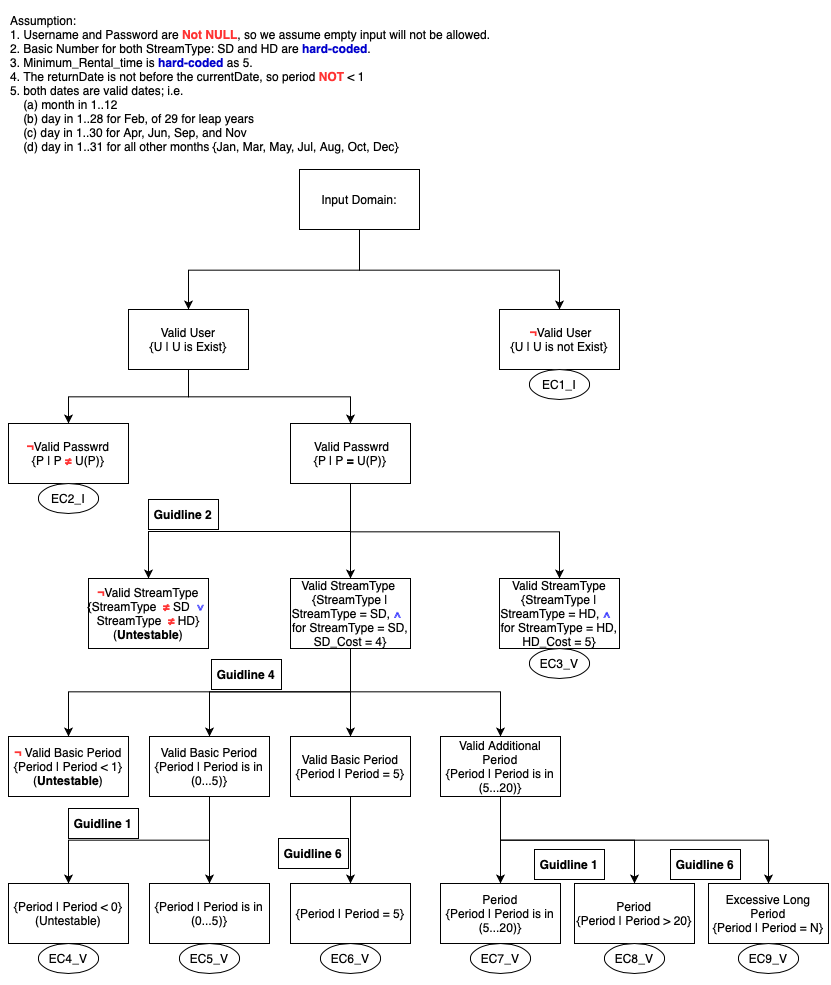 Assumption:
1. Username and Password are Not NULL, so we assume empty input will not be allowed.
2. Basic Number for both StreamType: SD and HD are hard-coded.
3. Minimum_Rental_time is hard-coded as 5.
4. The returnDate is not before the currentDate, so period NOT < 1
5. both dates are valid dates; i.e.
(a) month in 1..12
(b) day in 1..28 for Feb, of 29 for leap years
(c) day in 1..30 for Apr, Jun, Sep, and Nov
(d) day in 1..31 for all other months {Jan, Mar, May, Jul, Aug, Oct, Dec}
Input Domain:
Valid User
{U | U is Exist}
¬Valid User
{U | U is not Exist}
EC1_I
¬Valid Passwrd
{P | P ≠ U(P)}
EC2_I
Valid Passwrd
{P | P = U(P)}
Guidline 2
¬Valid StreamType
{StreamType ≠ SD ∨
StreamType ≠ HD}
(Untestable)
Valid StreamType
{StreamType |
StreamType = SD, ∧
for StreamType = SD,
SD_Cost = 4}
Valid StreamType
{StreamType |
StreamType = HD, ∧
for StreamType = HD,
HD_Cost = 5}
EC3_V
Guidline 4
¬ Valid Basic Period
{Period | Period < 1}
(Untestable)
Valid Basic Period
{Period | Period is in
(0...5)}
Valid Basic Period
{Period | Period = 5}
Valid Additional
Period
{Period | Period is in
(5...20)}
Guidline 1
Guidline 6
Guidline 1
Guidline 6
{Period | Period < 0}
(Untestable)
EC4_V
{Period | Period is in
(0...5)}
EC5_V
{Period | Period = 5}
EC6_V
Period
{Period | Period is in
(5...20)}
EC7_V
Period
{Period | Period > 20}
EC8_V
Excessive Long
Period
{Period | Period = N}
EC9_V